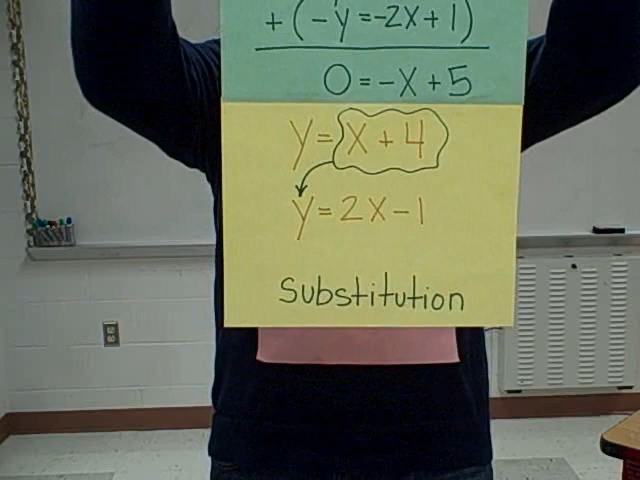 +(-y=-2x+1)
0=-x+5
y=x+4
y=2x-1
Substitution